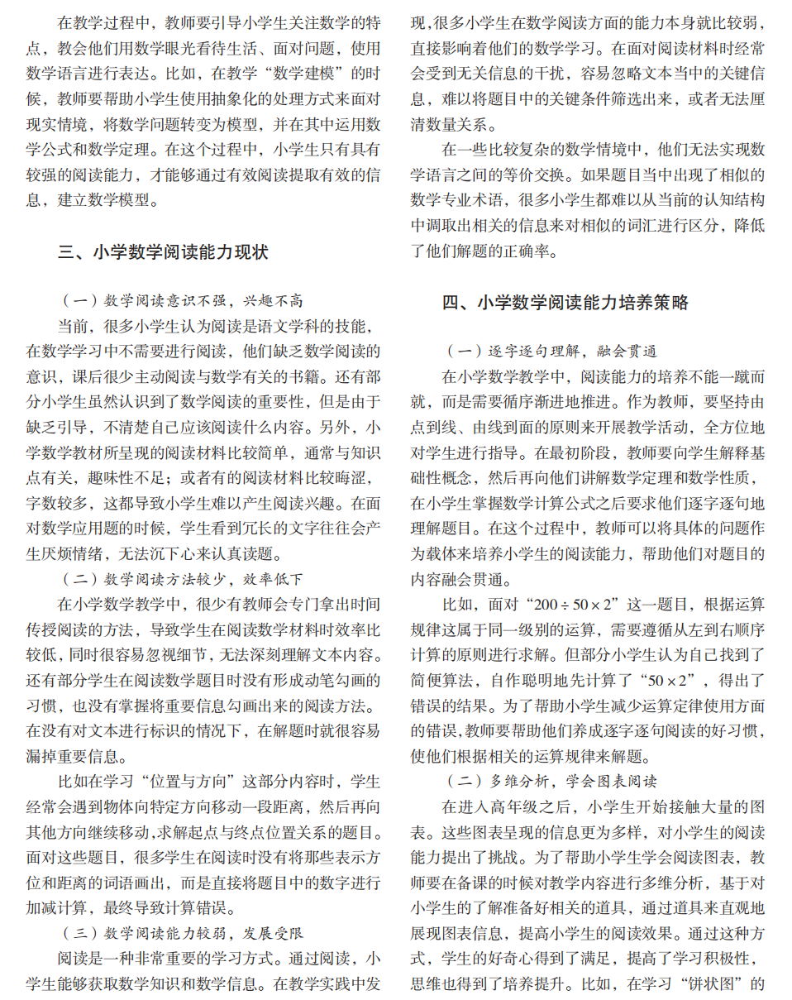 在教学过程中，教师要引导小学生关注数学的特
点，教会他们用数学眼光看待生活、面对问题，使用
数学语言进行表达。比如，在教学“数学建模”的时
候，教师要帮助小学生使用抽象化的处理方式来面对
现实情境，将数学问题转变为模型，并在其中运用数
学公式和数学定理。在这个过程中，小学生只有具有
较强的阅读能力，才能够通过有效阅读提取有效的信
息，建立数学模型。
三、小学数学阅读能力现状
（一）数学阅读意识不强，兴趣不高
当前，很多小学生认为阅读是语文学科的技能，
在数学学习中不需要进行阅读，他们缺乏数学阅读的
意识，课后很少主动阅读与数学有关的书籍。还有部
分小学生虽然认识到了数学阅读的重要性，但是由于
缺乏引导，不清楚自己应该阅读什么内容。另外，小
学数学教材所呈现的阅读材料比较简单，通常与知识
点有关，趣味性不足；或者有的阅读材料比较晦涩，
字数较多，这都导致小学生难以产生阅读兴趣。在面
对数学应用题的时候，学生看到冗长的文字往往会产
生厌烦情绪，无法沉下心来认真读题。
（二）数学阅读方法较少，效率低下
在小学数学教学中，很少有教师会专门拿出时间
传授阅读的方法，导致学生在阅读数学材料时效率比
较低，同时很容易忽视细节，无法深刻理解文本内容。
还有部分学生在阅读数学题目时没有形成动笔勾画的
习惯，也没有掌握将重要信息勾画出来的阅读方法。
在没有对文本进行标识的情况下，在解题时就很容易
漏掉重要信息。
比如在学习“位置与方向”这部分内容时，学生
经常会遇到物体向特定方向移动一段距离，然后再向
其他方向继续移动，求解起点与终点位置关系的题目。
面对这些题目，很多学生在阅读时没有将那些表示方
位和距离的词语画出，而是直接将题目中的数字进行
加减计算，最终导致计算错误。
（三）数学阅读能力较弱，发展受限
阅读是一种非常重要的学习方式。通过阅读，小
学生能够获取数学知识和数学信息。在教学实践中发
现，很多小学生在数学阅读方面的能力本身就比较弱，
直接影响着他们的数学学习。在面对阅读材料时经常
会受到无关信息的干扰，容易忽略文本当中的关键信
息，难以将题目中的关键条件筛选出来，或者无法厘
清数量关系。
在一些比较复杂的数学情境中，他们无法实现数
学语言之间的等价交换。如果题目当中出现了相似的
数学专业术语，很多小学生都难以从当前的认知结构
中调取出相关的信息来对相似的词汇进行区分，降低
了他们解题的正确率。
四、小学数学阅读能力培养策略
（一）逐字逐句理解，融会贯通
在小学数学教学中，阅读能力的培养不能一蹴而
就，而是需要循序渐进地推进。作为教师，要坚持由
点到线、由线到面的原则来开展教学活动，全方位地
对学生进行指导。在最初阶段，教师要向学生解释基
础性概念，然后再向他们讲解数学定理和数学性质，
在小学生掌握数学计算公式之后要求他们逐字逐句地
理解题目。在这个过程中，教师可以将具体的问题作
为载体来培养小学生的阅读能力，帮助他们对题目的
内容融会贯通。
比如，面对“200÷50×2”这一题目，根据运算
规律这属于同一级别的运算，需要遵循从左到右顺序
计算的原则进行求解。但部分小学生认为自己找到了
简便算法，自作聪明地先计算了“50×2”，得出了
错误的结果。为了帮助小学生减少运算定律使用方面
的错误，教师要帮助他们养成逐字逐句阅读的好习惯，
使他们根据相关的运算规律来解题。
（二）多维分析，学会图表阅读
在进入高年级之后，小学生开始接触大量的图
表。这些图表呈现的信息更为多样，对小学生的阅读
能力提出了挑战。为了帮助小学生学会阅读图表，教
师要在备课的时候对教学内容进行多维分析，基于对
小学生的了解准备好相关的道具，通过道具来直观地
展现图表信息，提高小学生的阅读效果。通过这种方
式，学生的好奇心得到了满足，提高了学习积极性，
思维也得到了培养提升。比如，在学习“饼状图”的